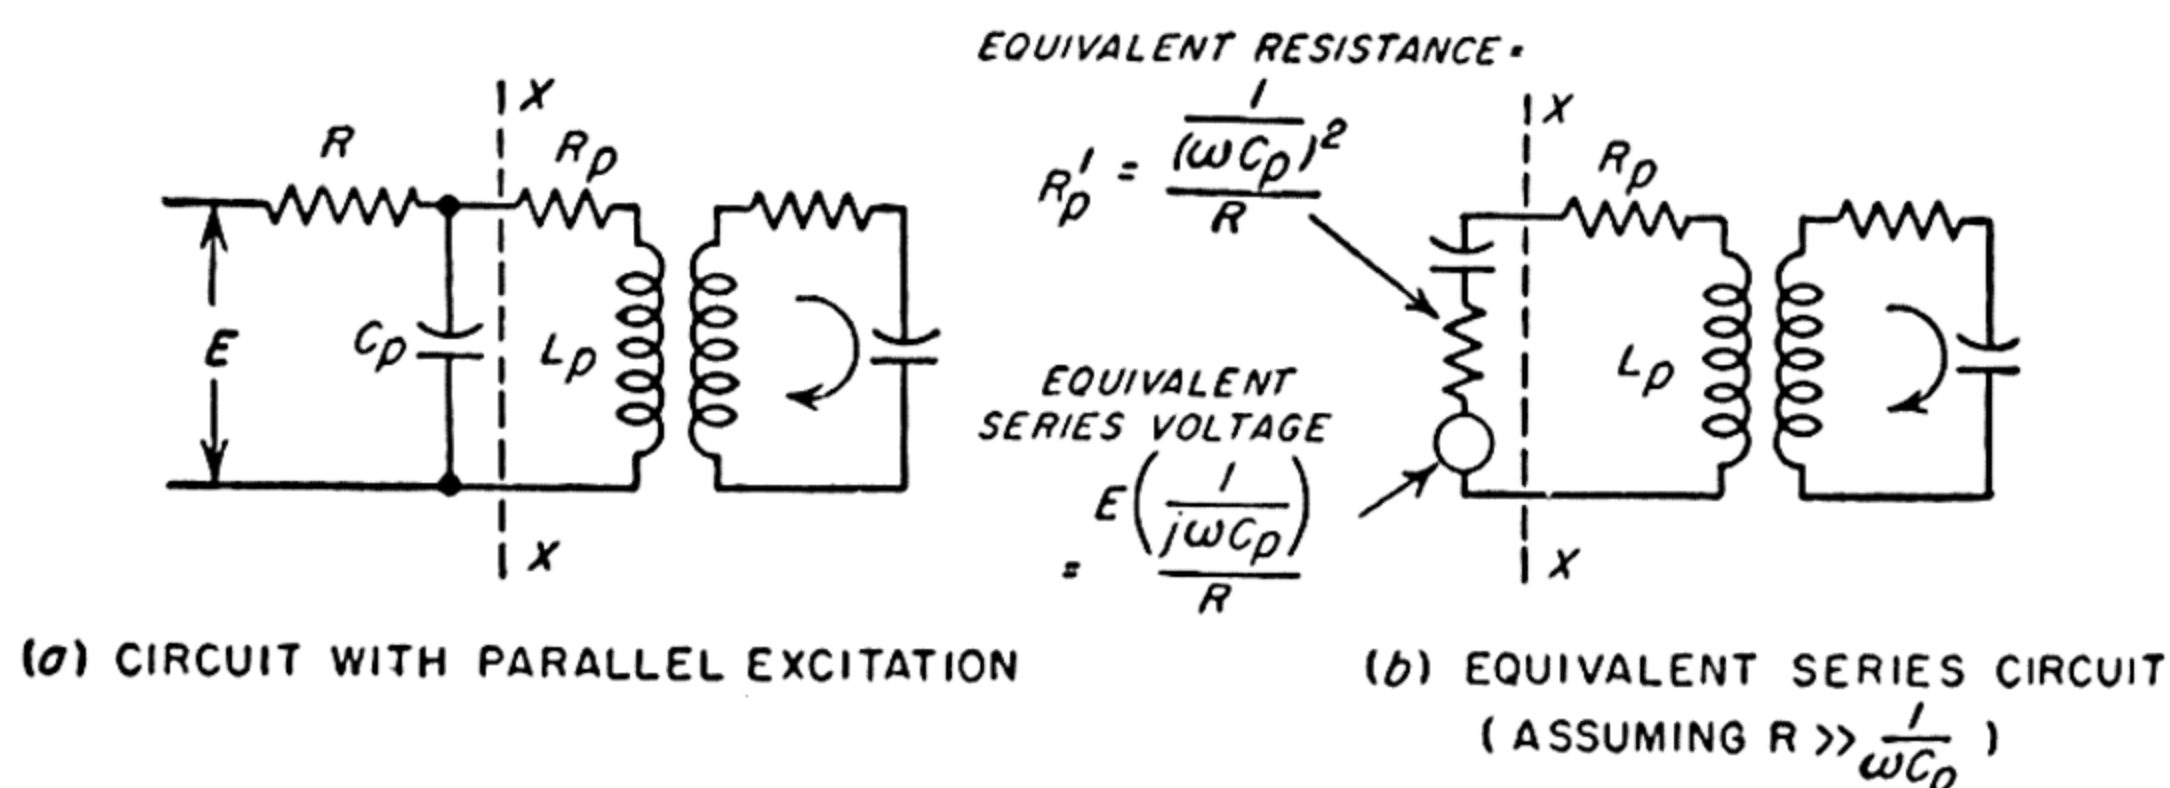 X
R
Rp
E
Cp
Lp
X
(a) CIRCUIT WITH PARALLEL EXCITATION
EQUIVALENT RESISTANCE =
Rp' =
1
(ωCp)²
R
EQUIVALENT
SERIES VOLTAGE
=
E(1
jωCp)
R
X
Rp
Lp
X
(b) EQUIVALENT SERIES CIRCUIT
(ASSUMING R >> 1
ωCp)